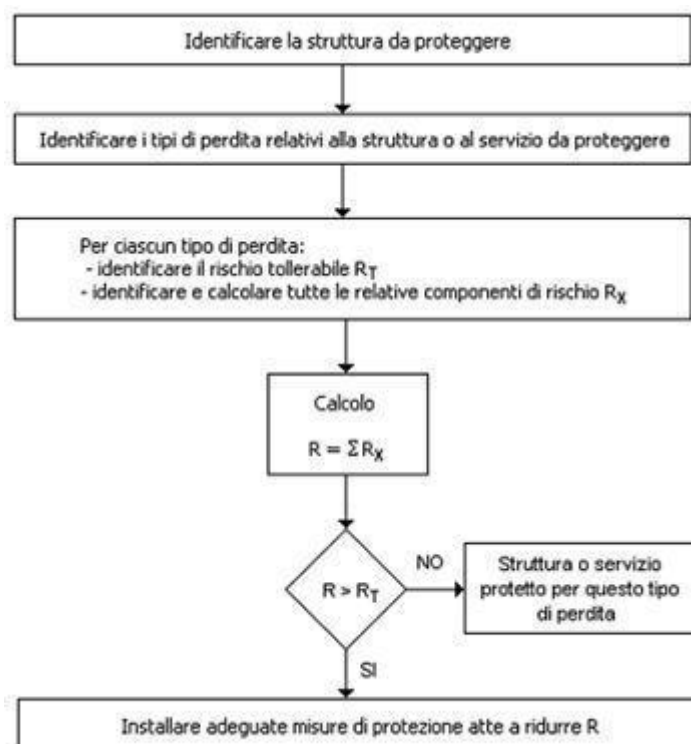 Identificare la struttura da proteggere
Identificare i tipi di perdita relativi alla struttura o al servizio da proteggere
Per ciascun tipo di perdita:
- identificare il rischio tollerabile RT
- identificare e calcolare tutte le relative componenti di rischio RX
Calcolo
R = ΣRX
R > RT
NO
Struttura o servizio
protetto per questo tipo
di perdita
SI
Installare adeguate misure di protezione atte a ridurre R